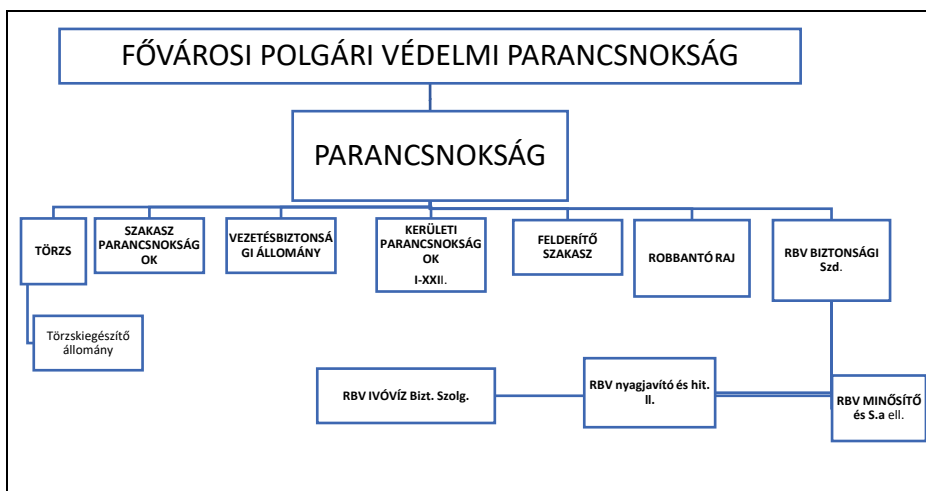 FŐVÁROSI POLGÁRI VÉDELMI PARANCSNOKSÁG
PARANCSNOKSÁG
TÖRZS
SZAKASZ
PARANCSNOKSÁG
OK
VEZETÉSBIZTONSÁ
GI ÁLLOMÁNY
KERÜLETI
PARANCSNOKSÁG
OK
I-XXII.
FELDERÍTŐ
SZAKASZ
ROBBANTÓ RAJ
RBV BIZTONSÁGI
Szd.
Törzskiegészítő
állomány
RBV IVÓVÍZ Bizt. Szolg.
RBV nyagjavító és hit.
II.
RBV MINŐSÍTŐ
és S.a ell.